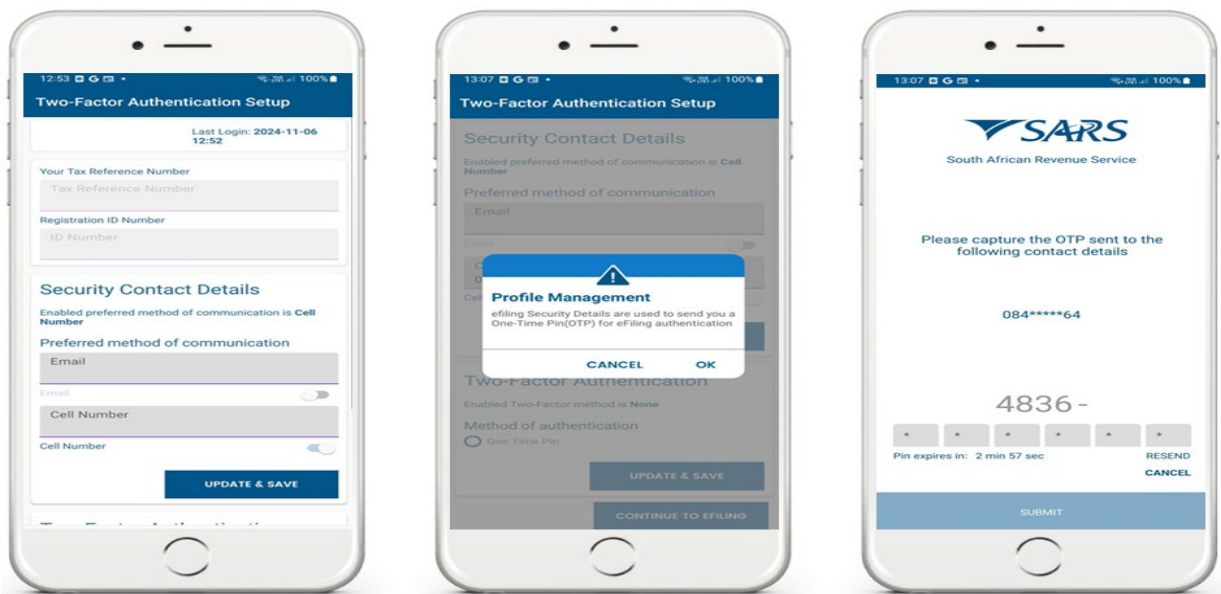 12:53
100%
Two-Factor Authentication Setup
Last Login: 2024-11-06
12:52
Your Tax Reference Number
Tax Reference Number
Registration ID Number
ID Number
Security Contact Details
Enabled preferred method of communication is Cell
Number
Preferred method of communication
Email
Email
Cell Number
Cell Number
UPDATE & SAVE
13:07
100%
Two-Factor Authentication Setup
Security Contact Details
Enabled preferred method of communication is Cell
Number
Preferred method of communication
Email
Email
Profile Management
efiling Security Details are used to send you a
One-Time Pin(OTP) for eFiling authentication
CANCEL OK
Two-Factor Authentication
Enabled Two-Factor method is None
Method of authentication
One Time Pin
UPDATE & SAVE
CONTINUE TO EFILING
13:07
100%
SARS
South African Revenue Service
Please capture the OTP sent to the
following contact details
084*****64
4836-
* * * * * *
Pin expires in: 2 min 57 sec RESEND
CANCEL
SUBMIT